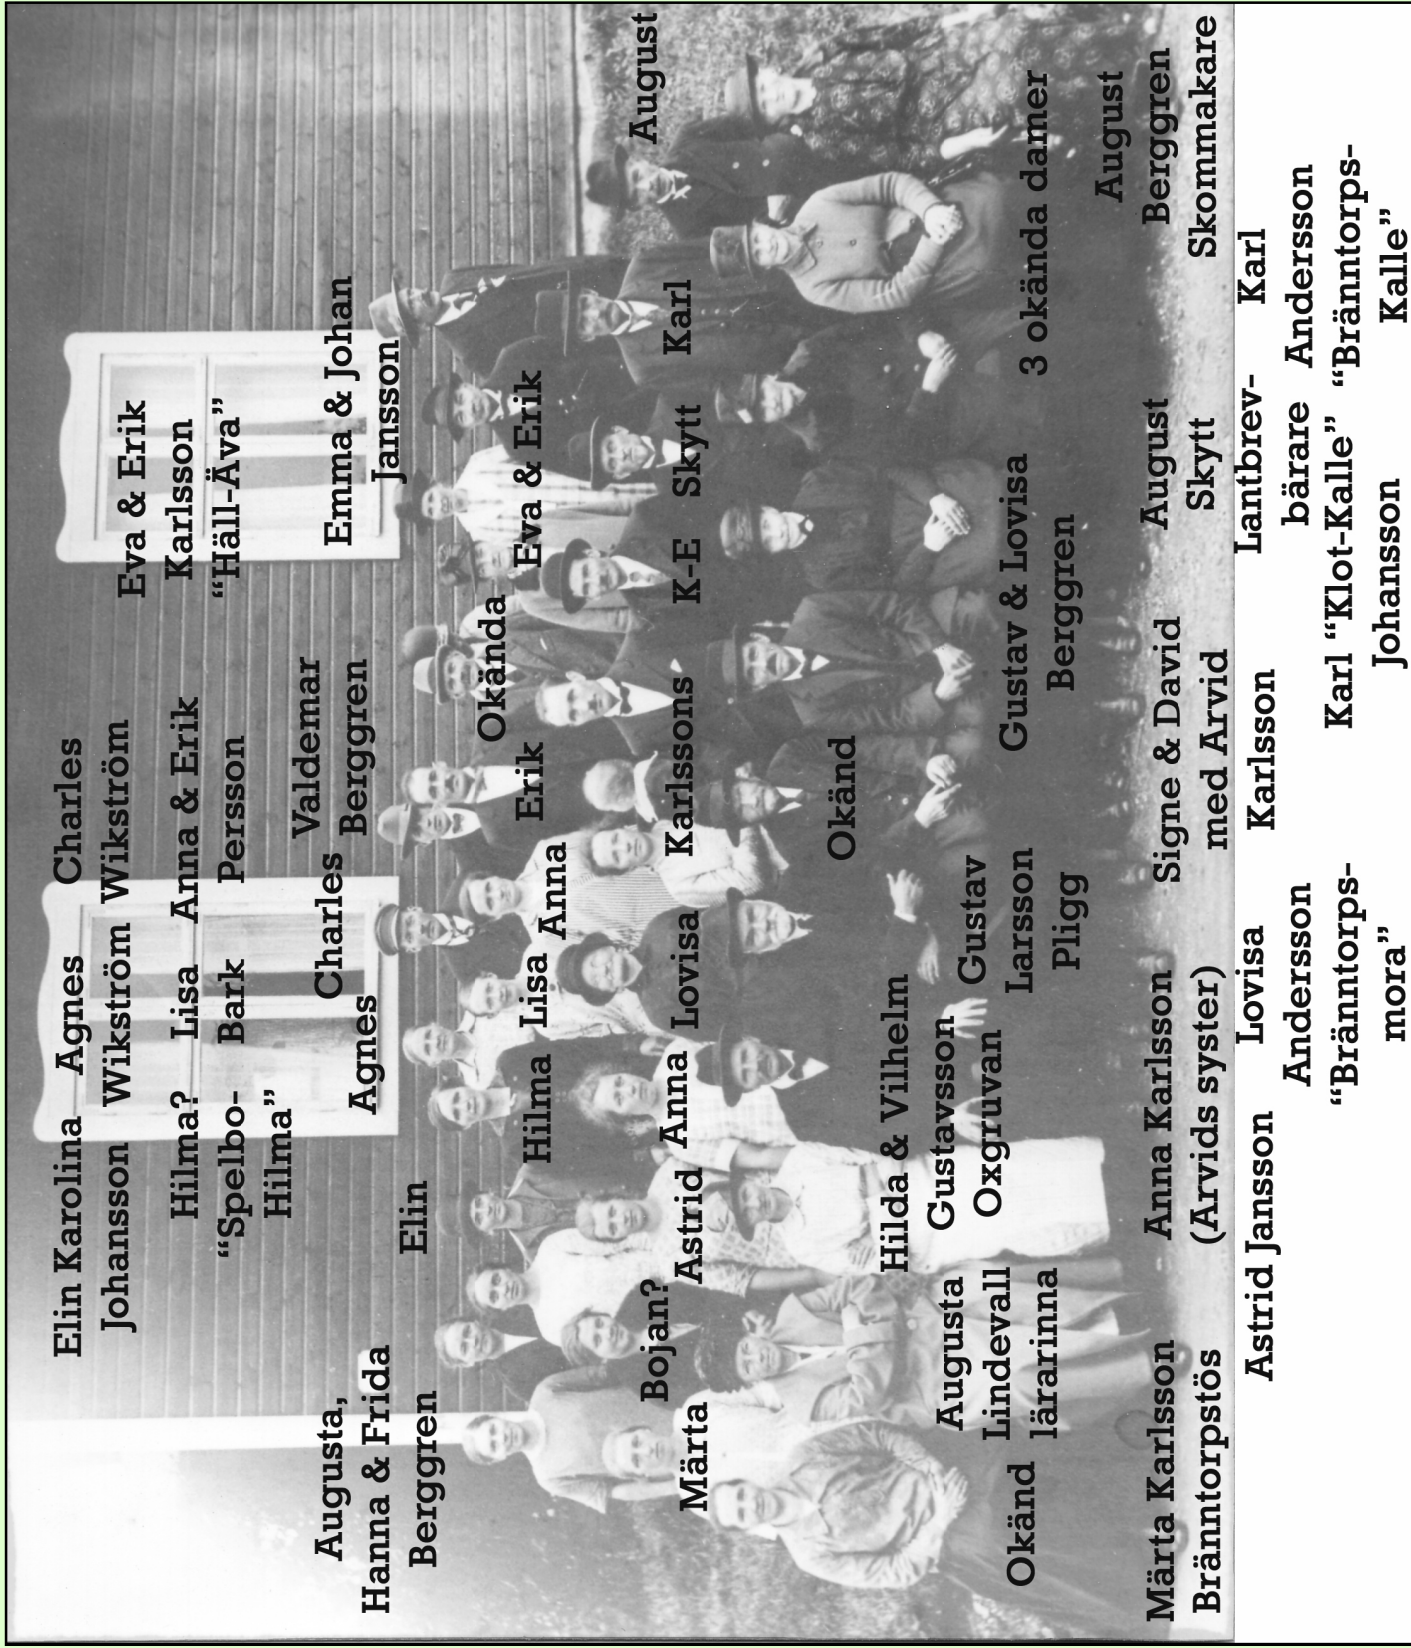 Elin Karolina
Johansson
Agnes
Wikström
Charles
Wikström
Hilma?
“Spelbo-
Hilma”
Lisa
Bark
Anna & Erik
Persson
Eva & Erik
Karlsson
“Häll-Äva”
Augusta,
Hanna & Frida
Berggren
Valdemar
Berggren
Emma & Johan
Jansson
Elin
Agnes
Charles
Hilma
Lisa
Anna
Erik
Okända
Eva & Erik
August
Märta
Bojan?
Astrid
Anna
Lovisa
Karlssons
K-E
Skytt
Karl
Okänd
Okänd
Augusta
Lindevall
lärarinna
Hilda & Vilhelm
Gustavsson
Oxgruvan
Gustav
Larsson
Pligg
Gustav & Lovisa
Berggren
3 okända damer
Märta Karlsson
Bränntorpstös
Anna Karlsson
(Arvids syster)
Signe & David
med Arvid
Karlsson
August
Skytt
Lantbrev-
bärare
August
Berggren
Skommakare
Astrid Jansson
Lovisa
Andersson
“Bränntorps-
mora”
Karl “Klot-Kalle”
Johansson
Karl
Andersson
“Bränntorps-
Kalle”